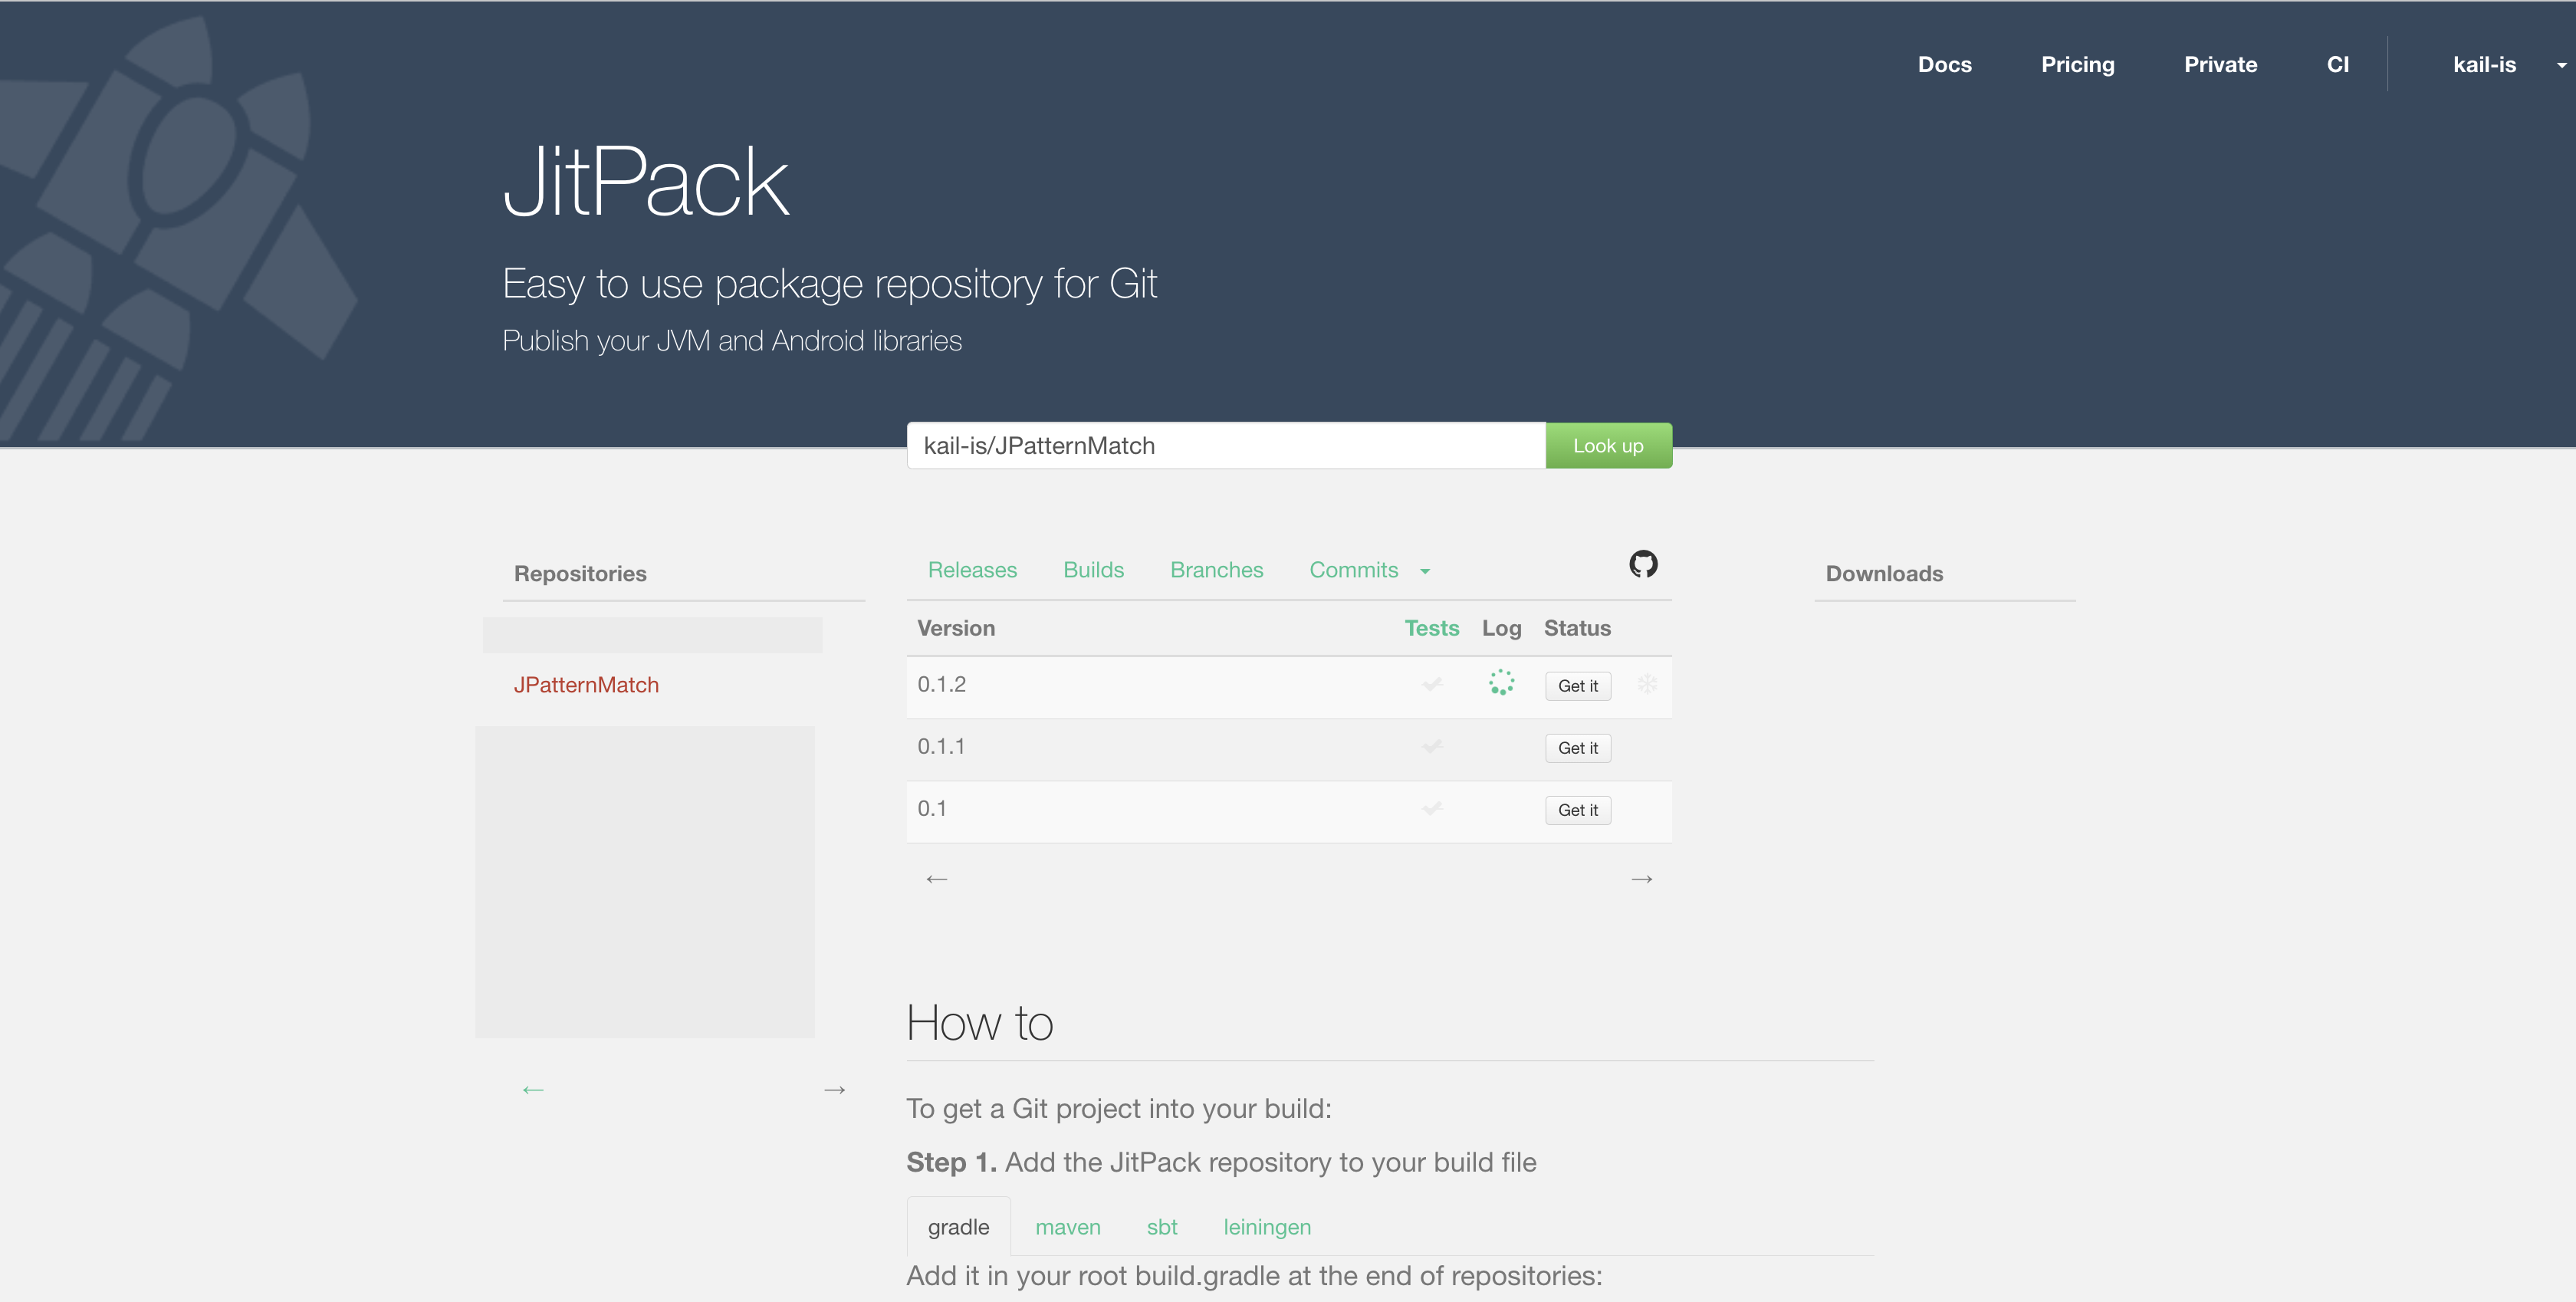 Docs Pricing Private CI kail-is
JitPack
Easy to use package repository for Git
Publish your JVM and Android libraries
kail-is/JPatternMatch Look up
Repositories
JPatternMatch
Releases Builds Branches Commits
Version Tests Log Status
0.1.2 Get it
0.1.1 Get it
0.1 Get it
← →
← →
Downloads
How to
To get a Git project into your build:
Step 1. Add the JitPack repository to your build file
gradle maven sbt leiningen
Add it in your root build.gradle at the end of repositories: